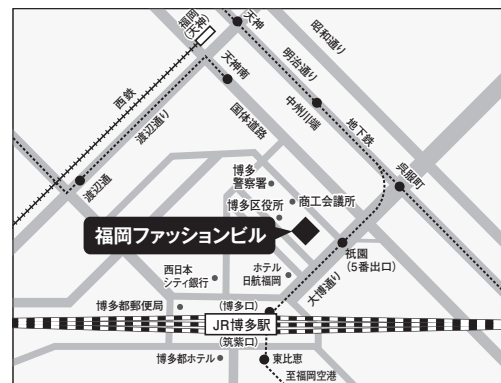 福岡
(天神)
天神
昭和通り
天神南
明治通り
西鉄
中州川端
地下鉄
渡辺通り
国体道路
呉服町
渡辺通
博多
警察署
博多区役所
商工会議所
福岡ファッションビル
祇園
(5番出口)
西日本
シティ銀行
ホテル
日航福岡
大博通り
博多都郵便局
(博多口)
JR博多駅
(筑紫口)
博多都ホテル
東比恵
至福岡空港